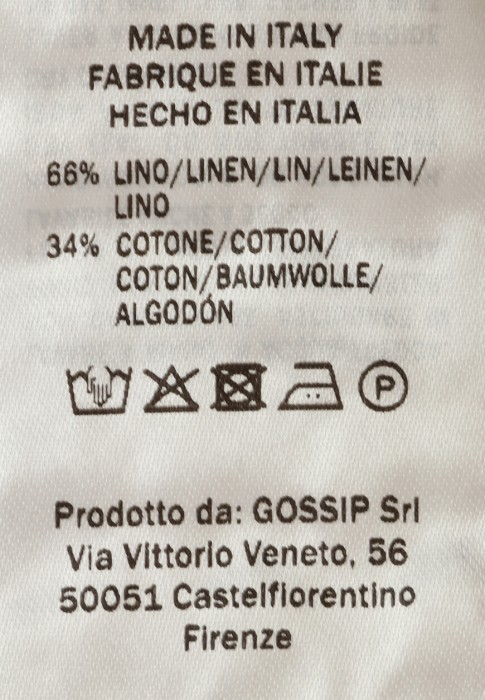 MADE IN ITALY
FABRIQUE EN ITALIE
HECHO EN ITALIA
66% LINO/LINEN/LIN/LEINEN/
LINO
34% COTONE/COTTON/
COTON/BAUMWOLLE/
ALGODÓN
P
Prodotto da: GOSSIP Srl
Via Vittorio Veneto, 56
50051 Castelfiorentino
Firenze